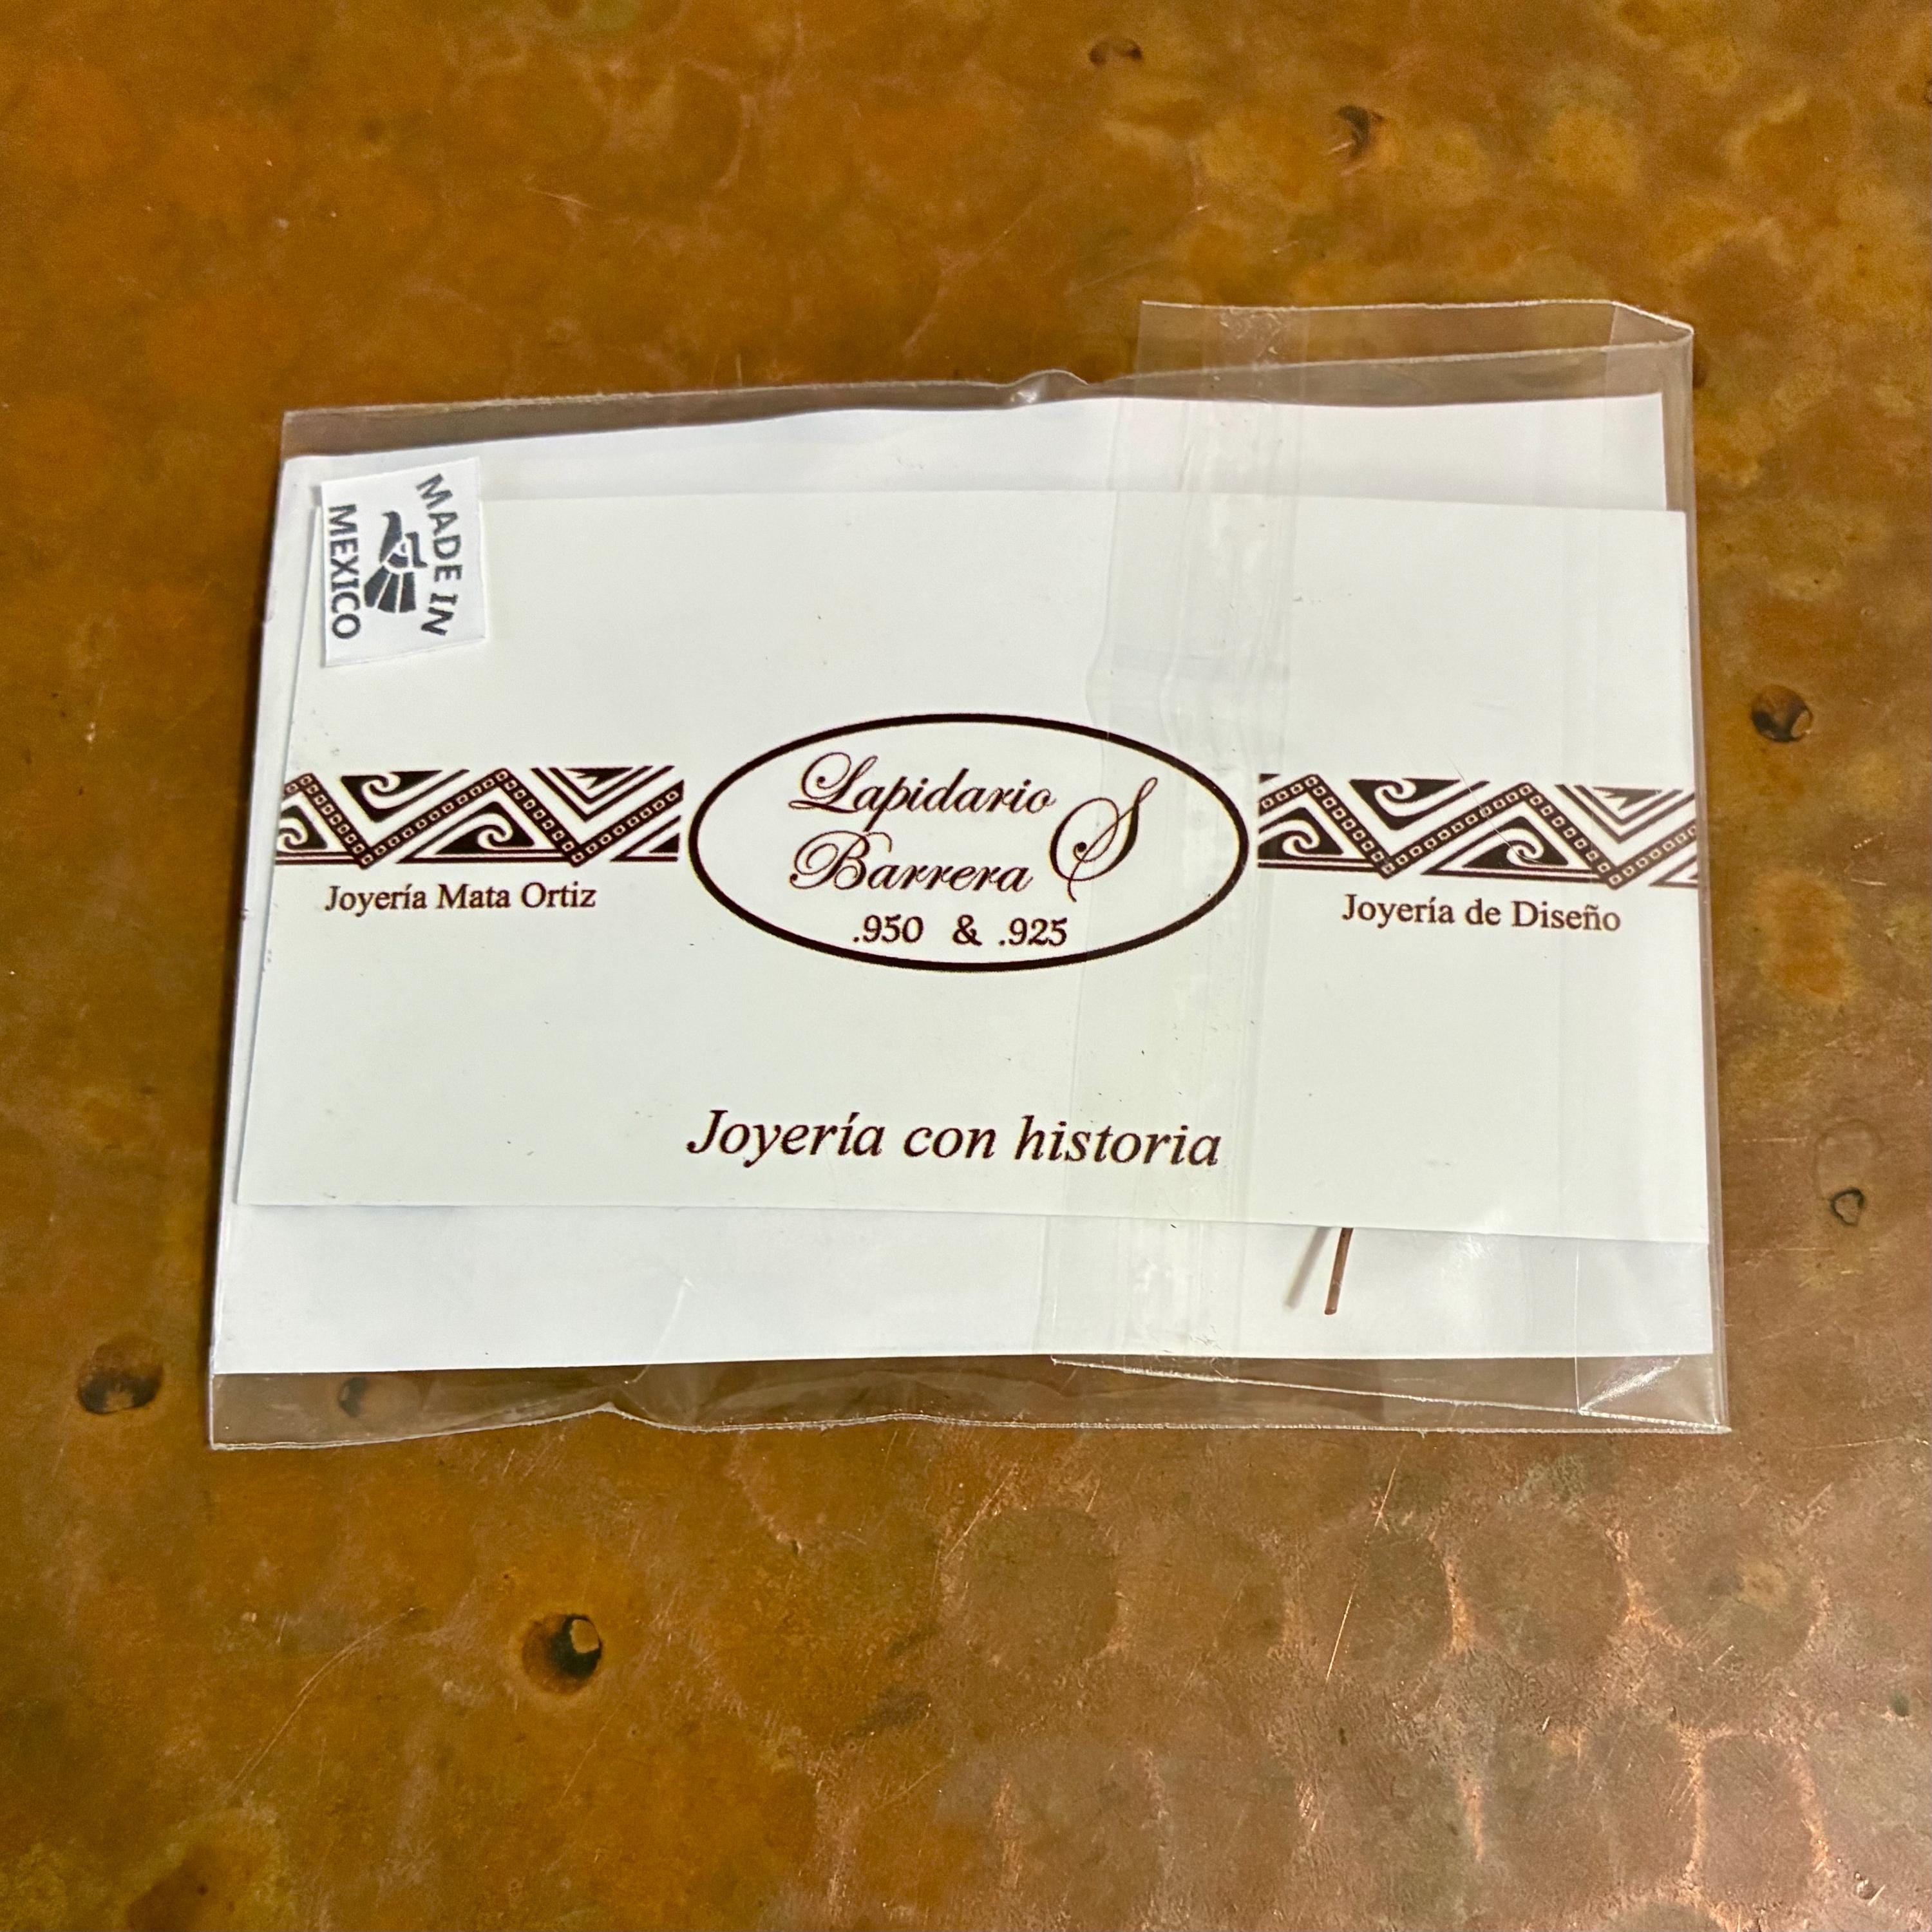 MADE IN
MEXICO
Lapidario S
Barrera
.950 & .925
Joyería Mata Ortiz
Joyería de Diseño
Joyería con historia